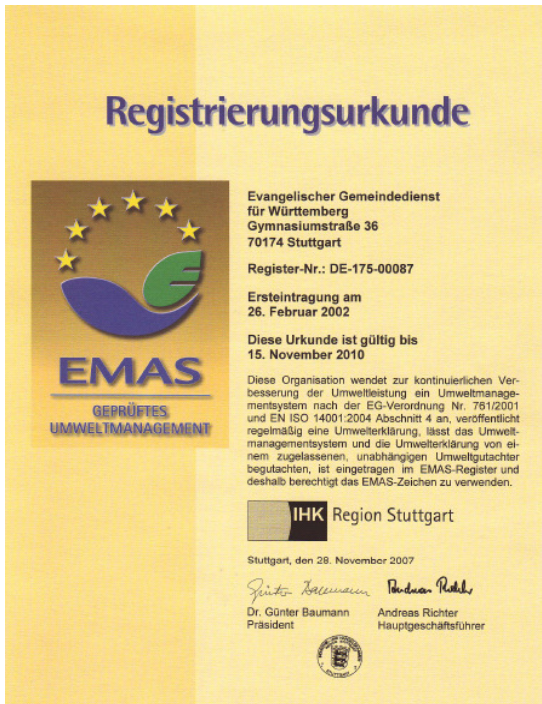 Registrierungsurkunde
Evangelischer Gemeindedienst
für Württemberg
Gymnasiumstraße 36
70174 Stuttgart
Register-Nr.: DE-175-00087
Ersteintragung am
26. Februar 2002
Diese Urkunde ist gültig bis
15. November 2010
EMAS
GEPRÜFTES
UMWELTMANAGEMENT
Diese Organisation wendet zur kontinuierlichen Ver-
besserung der Umweltleistung ein Umweltmanage-
mentsystem nach der EG-Verordnung Nr. 761/2001
und EN ISO 14001:2004 Abschnitt 4 an, veröffentlicht
regelmäßig eine Umwelterklärung, lässt das Umwelt-
managementsystem und die Umwelterklärung von ei-
nem zugelassenen, unabhängigen Umweltgutachter
begutachten, ist eingetragen im EMAS-Register und
deshalb berechtigt das EMAS-Zeichen zu verwenden.
IHK Region Stuttgart
Stuttgart, den 28. November 2007
Günter Baumann Andreas Richter
Dr. Günter Baumann Andreas Richter
Präsident Hauptgeschäftsführer
STUTTGART